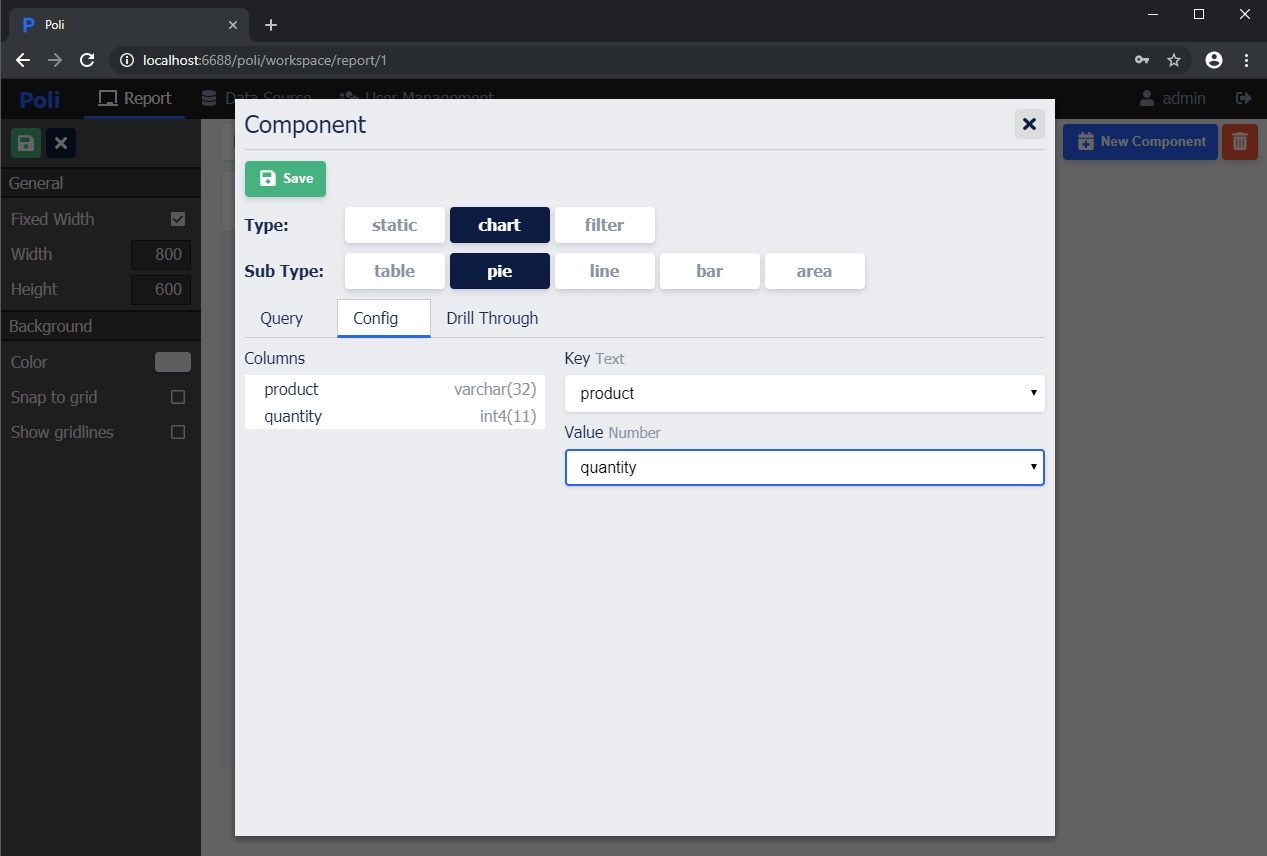 Poli
localhost:6688/poli/workspace/report/1
Poli Report Data Source User Management admin
Component
New Component
Save
General
Fixed Width
Width 800
Height 600
Background
Color
Snap to grid
Show gridlines
Type: static chart filter
Sub Type: table pie line bar area
Query Config Drill Through
Columns
product varchar(32)
quantity int4(11)
Key Text
product
Value Number
quantity